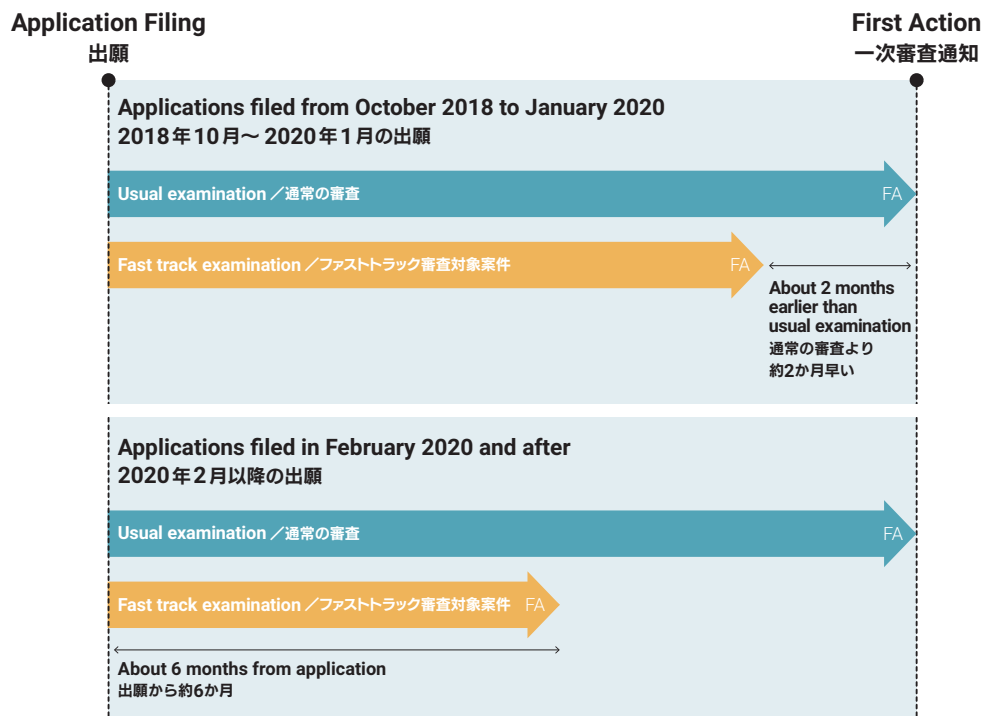 Application Filing
出願
First Action
一次審査通知
Applications filed from October 2018 to January 2020
2018年10月〜2020年1月の出願
Usual examination／通常の審査
FA
Fast track examination／ファストトラック審査対象案件
FA
About 2 months
earlier than
usual examination
通常の審査より
約2か月早い
Applications filed in February 2020 and after
2020年2月以降の出願
Usual examination／通常の審査
FA
Fast track examination／ファストトラック審査対象案件
FA
About 6 months from application
出願から約6か月